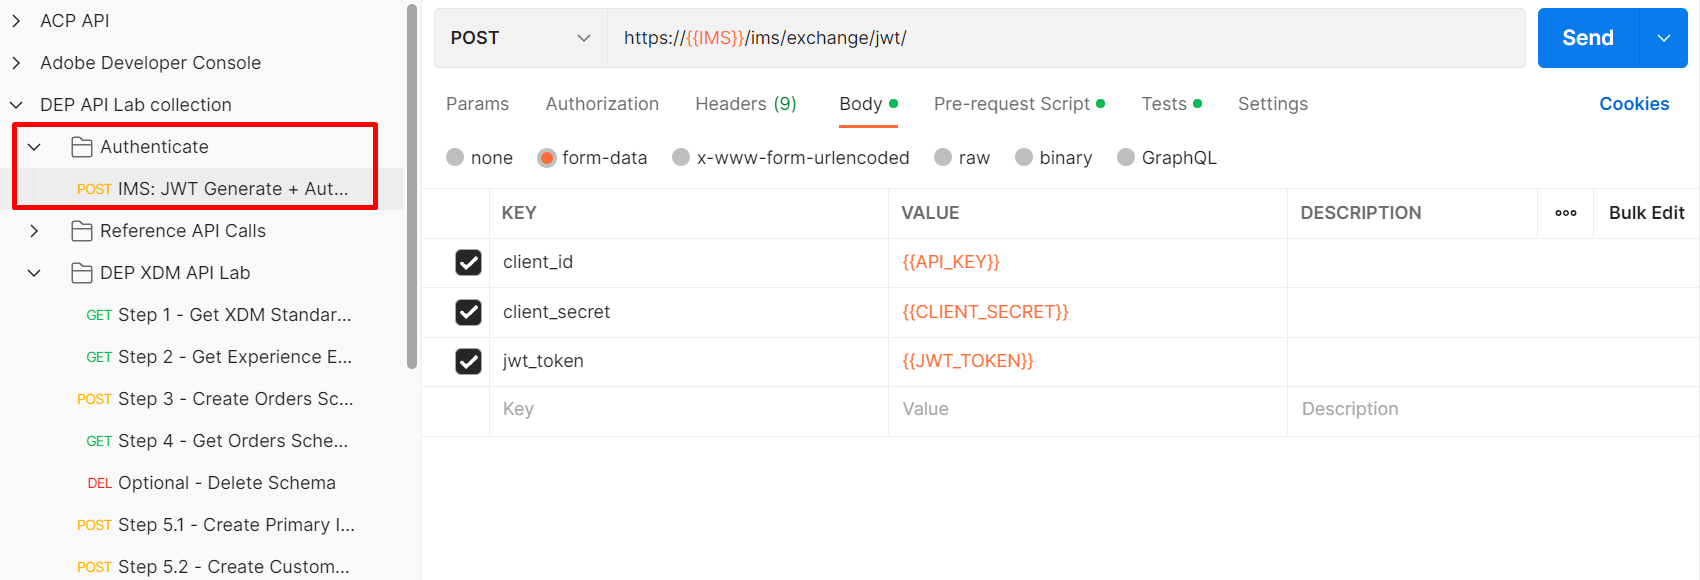 ACP API
Adobe Developer Console
DEP API Lab collection
Authenticate
POST IMS: JWT Generate + Aut...
Reference API Calls
DEP XDM API Lab
GET Step 1 - Get XDM Standar...
GET Step 2 - Get Experience E...
POST Step 3 - Create Orders Sc...
GET Step 4 - Get Orders Sche...
DEL Optional - Delete Schema
POST Step 5.1 - Create Primary I...
POST Step 5.2 - Create Custom...
POST https://{{IMS}}/ims/exchange/jwt/ Send
Params Authorization Headers (9) Body Pre-request Script Tests Settings Cookies
none form-data x-www-form-urlencoded raw binary GraphQL
KEY VALUE DESCRIPTION Bulk Edit
client_id {{API_KEY}}
client_secret {{CLIENT_SECRET}}
jwt_token {{JWT_TOKEN}}
Key Value Description